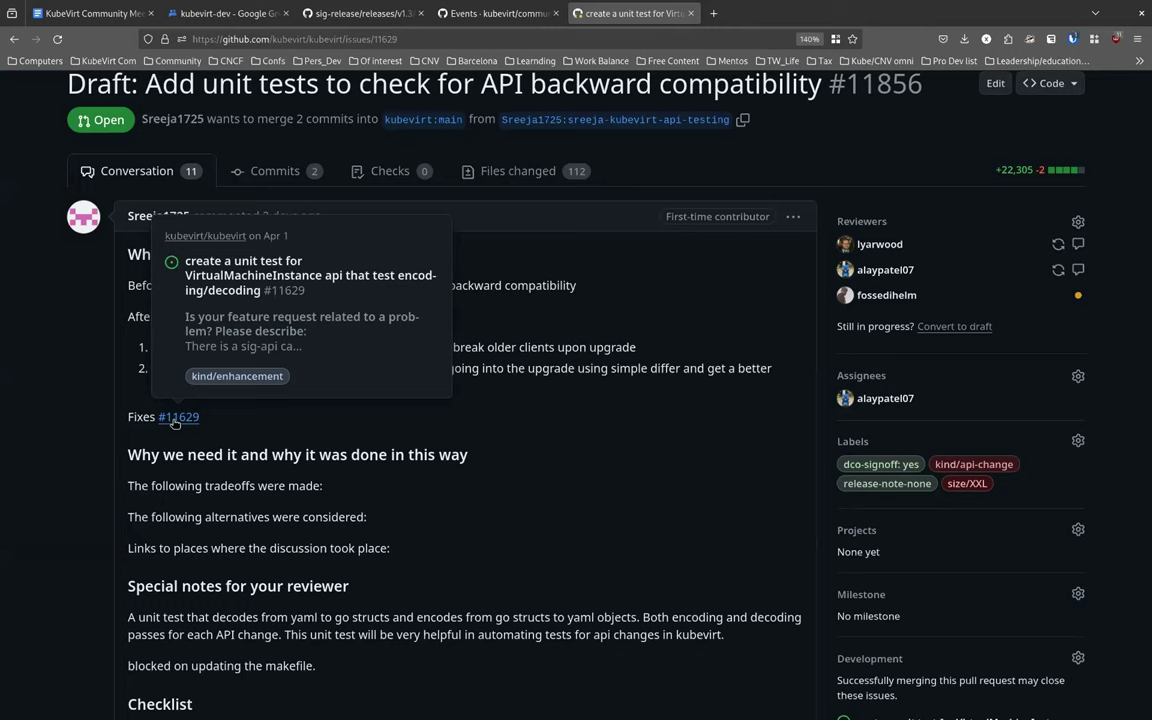 KubeVirt Community Mee
kubevirt-dev - Google Gr
sig-release/releases/v1.3
Events · kubevirt/commun
create a unit test for Virtu
https://github.com/kubevirt/kubevirt/issues/11629
140%
Computers KubeVirt Com Community CNCF Confs Pers_Dev Of interest CNV Barcelona Learnding Work Balance Free Content Mentos TW_Life Tax Kube/CNV omni Pro Dev list Leadership/education...
Draft: Add unit tests to check for API backward compatibility #11856
Edit
<> Code
Open
Sreeja1725 wants to merge 2 commits into kubevirt:main from Sreeja1725:sreeja-kubevirt-api-testing
Conversation 11
Commits 2
Checks 0
Files changed 112
+22,305 -2
First-time contributor
kubevirt/kubevirt on Apr 1
create a unit test for
VirtualMachineInstance api that test encod-
ing/decoding #11629
Is your feature request related to a prob-
lem? Please describe:
There is a sig-api ca...
kind/enhancement
Wh
Befo
backward compatibility
Afte
1. break older clients upon upgrade
2. going into the upgrade using simple differ and get a better
Fixes #11629
Why we need it and why it was done in this way
The following tradeoffs were made:
The following alternatives were considered:
Links to places where the discussion took place:
Special notes for your reviewer
A unit test that decodes from yaml to go structs and encodes from go structs to yaml objects. Both encoding and decoding
passes for each API change. This unit test will be very helpful in automating tests for api changes in kubevirt.
blocked on updating the makefile.
Checklist
Reviewers
lyarwood
alaypatel07
fossedihelm
Still in progress? Convert to draft
Assignees
alaypatel07
Labels
dco-signoff: yes
kind/api-change
release-note-none
size/XXL
Projects
None yet
Milestone
No milestone
Development
Successfully merging this pull request may close
these issues.